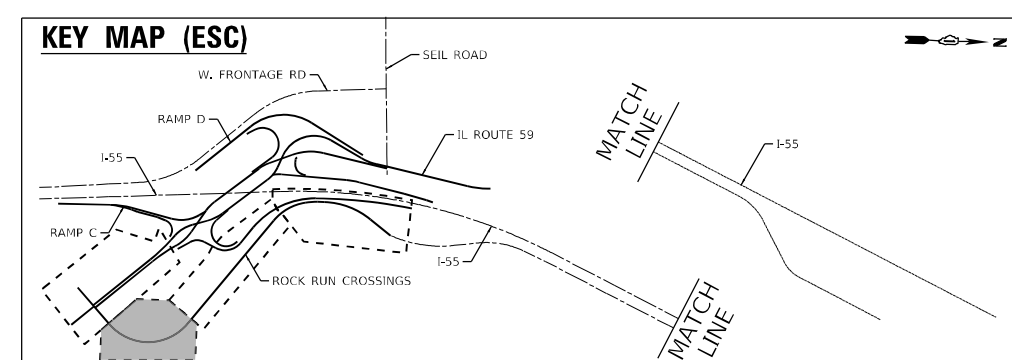 KEY MAP (ESC)
N
SEIL ROAD
W. FRONTAGE RD
RAMP D
IL ROUTE 59
MATCH
LINE
I-55
I-55
RAMP C
I-55
ROCK RUN CROSSINGS
MATCH
LINE